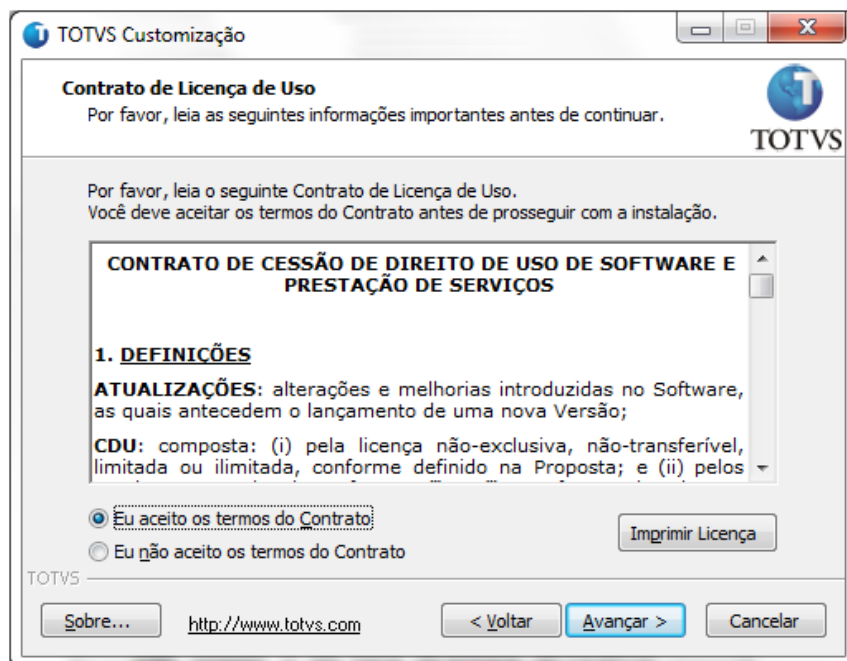 TOTVS Customização
Contrato de Licença de Uso
Por favor, leia as seguintes informações importantes antes de continuar.
TOTVS
Por favor, leia o seguinte Contrato de Licença de Uso.
Você deve aceitar os termos do Contrato antes de prosseguir com a instalação.
CONTRATO DE CESSÃO DE DIREITO DE USO DE SOFTWARE E
PRESTAÇÃO DE SERVIÇOS
1. DEFINIÇÕES
ATUALIZAÇÕES: alterações e melhorias introduzidas no Software,
as quais antecedem o lançamento de uma nova Versão;
CDU: composta: (i) pela licença não-exclusiva, não-transferível,
limitada ou ilimitada, conforme definido na Proposta; e (ii) pelos
Eu aceito os termos do Contrato
Eu não aceito os termos do Contrato
Imprimir Licença
TOTVS
Sobre...
http://www.totvs.com
< Voltar
Avançar >
Cancelar